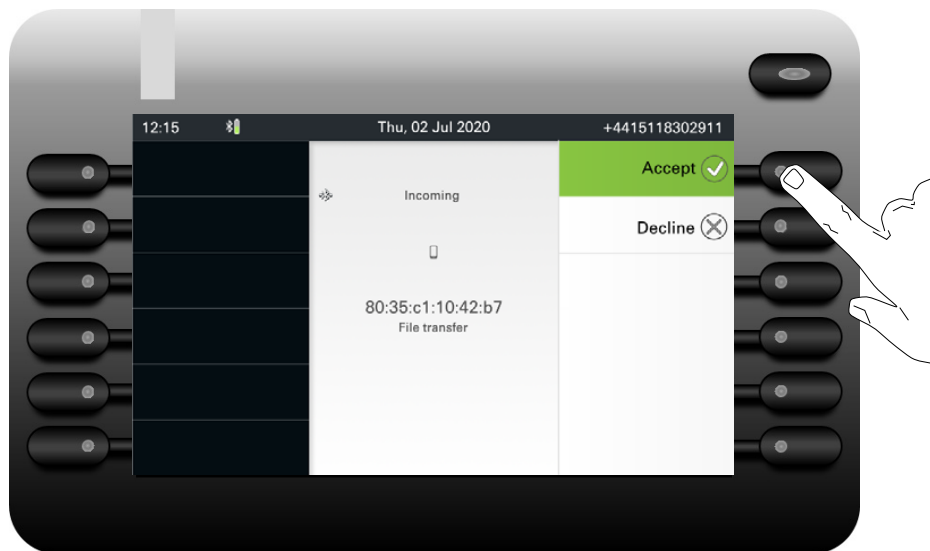 12:15
Thu, 02 Jul 2020
+4415118302911
Incoming
80:35:c1:10:42:b7
File transfer
Accept
Decline